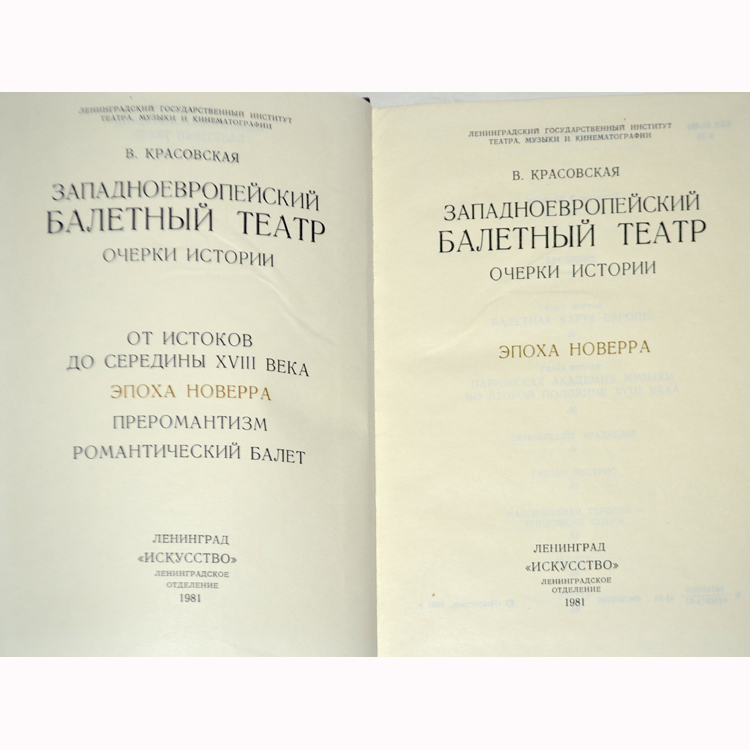 ЛЕНИНГРАДСКИЙ ГОСУДАРСТВЕННЫЙ ИНСТИТУТ
ТЕАТРА, МУЗЫКИ И КИНЕМАТОГРАФИИ
В. КРАСОВСКАЯ
ЗАПАДНОЕВРОПЕЙСКИЙ
БАЛЕТНЫЙ ТЕАТР
ОЧЕРКИ ИСТОРИИ
ОТ ИСТОКОВ
ДО СЕРЕДИНЫ XVIII ВЕКА
ЭПОХА НОВЕРРА
ПРЕРОМАНТИЗМ
РОМАНТИЧЕСКИЙ БАЛЕТ
ЛЕНИНГРАД
«ИСКУССТВО»
ЛЕНИНГРАДСКОЕ
ОТДЕЛЕНИЕ
1981
ЛЕНИНГРАДСКИЙ ГОСУДАРСТВЕННЫЙ ИНСТИТУТ
ТЕАТРА, МУЗЫКИ И КИНЕМАТОГРАФИИ
В. КРАСОВСКАЯ
ЗАПАДНОЕВРОПЕЙСКИЙ
БАЛЕТНЫЙ ТЕАТР
ОЧЕРКИ ИСТОРИИ
ЭПОХА НОВЕРРА
ЛЕНИНГРАД
«ИСКУССТВО»
ЛЕНИНГРАДСКОЕ
ОТДЕЛЕНИЕ
1981